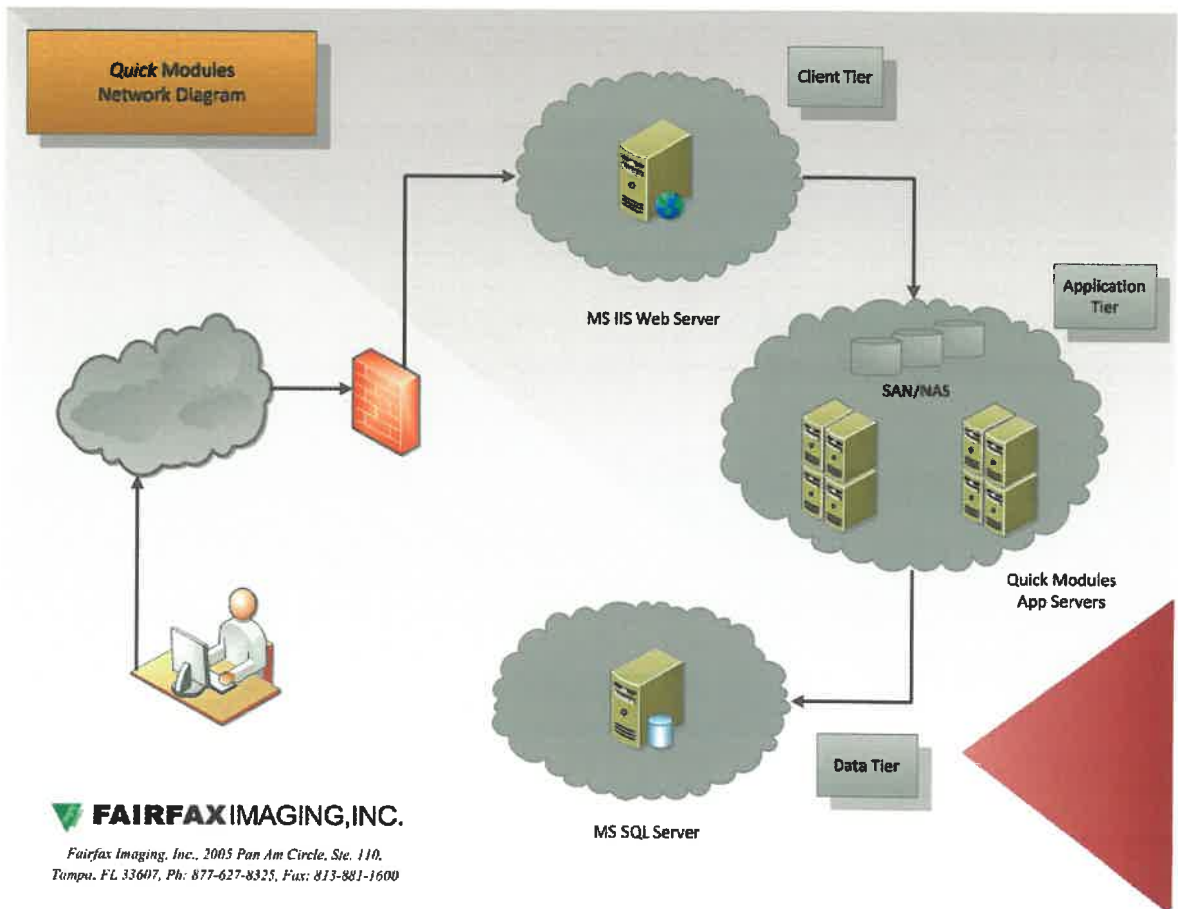 Quick Modules
Network Diagram
Client Tier
MS IIS Web Server
Application
Tier
SAN/NAS
Quick Modules
App Servers
Data Tier
MS SQL Server
FAIRFAX IMAGING,INC.
Fairfax Imaging, Inc., 2005 Pan Am Circle, Ste. 110,
Tampa, FL 33607, Ph: 877-627-8325, Fax: 813-881-1600